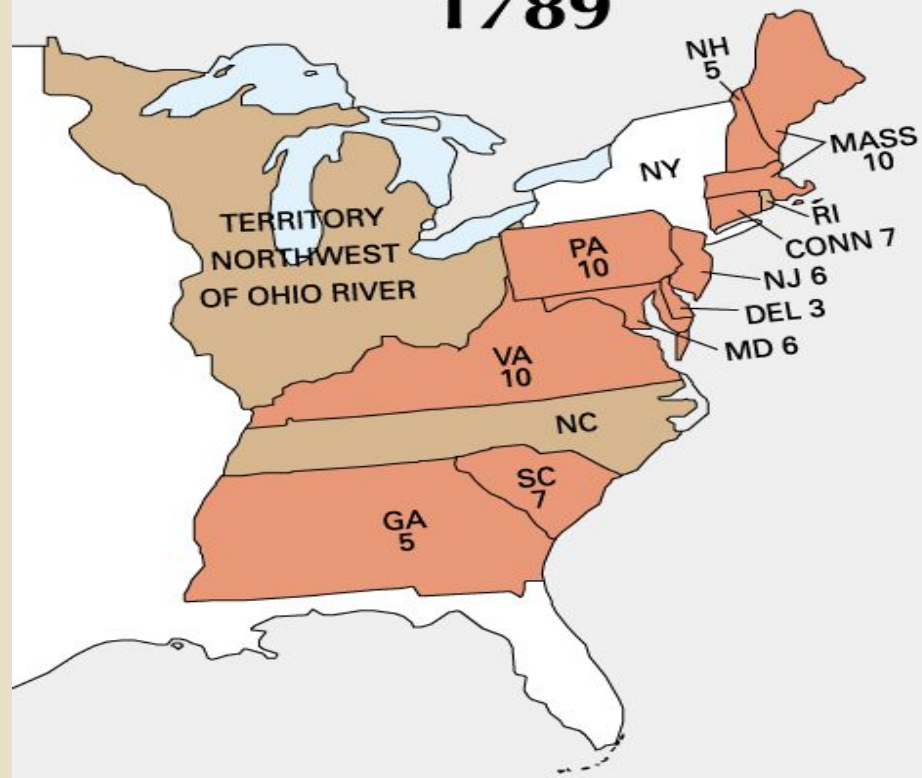 1789
NH
5
MASS
10
NY
RI
CONN 7
PA
10
NJ 6
DEL 3
MD 6
TERRITORY
NORTHWEST
OF OHIO RIVER
VA
10
NC
SC
7
GA
5